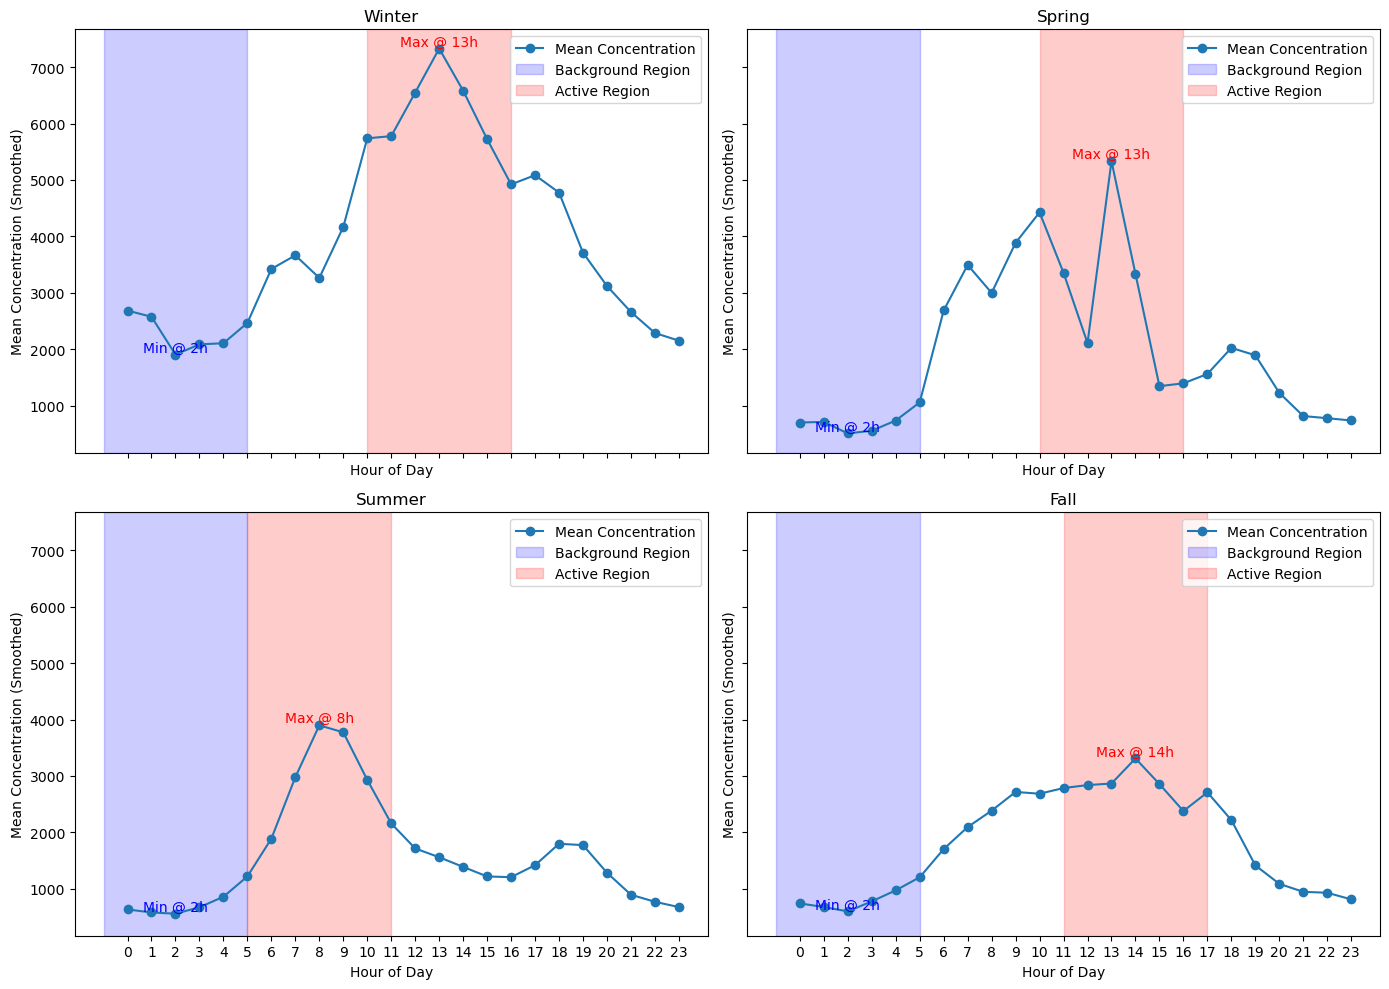 Winter
Mean Concentration (Smoothed)
7000
6000
5000
4000
3000
2000
1000
Max @ 13h
Min @ 2h
Mean Concentration
Background Region
Active Region
Hour of Day
Spring
Mean Concentration (Smoothed)
Max @ 13h
Min @ 2h
Mean Concentration
Background Region
Active Region
Hour of Day
Summer
Mean Concentration (Smoothed)
7000
6000
5000
4000
3000
2000
1000
Max @ 8h
Min @ 2h
Mean Concentration
Background Region
Active Region
0 1 2 3 4 5 6 7 8 9 10 11 12 13 14 15 16 17 18 19 20 21 22 23
Hour of Day
Fall
Mean Concentration (Smoothed)
Max @ 14h
Min @ 2h
Mean Concentration
Background Region
Active Region
0 1 2 3 4 5 6 7 8 9 10 11 12 13 14 15 16 17 18 19 20 21 22 23
Hour of Day